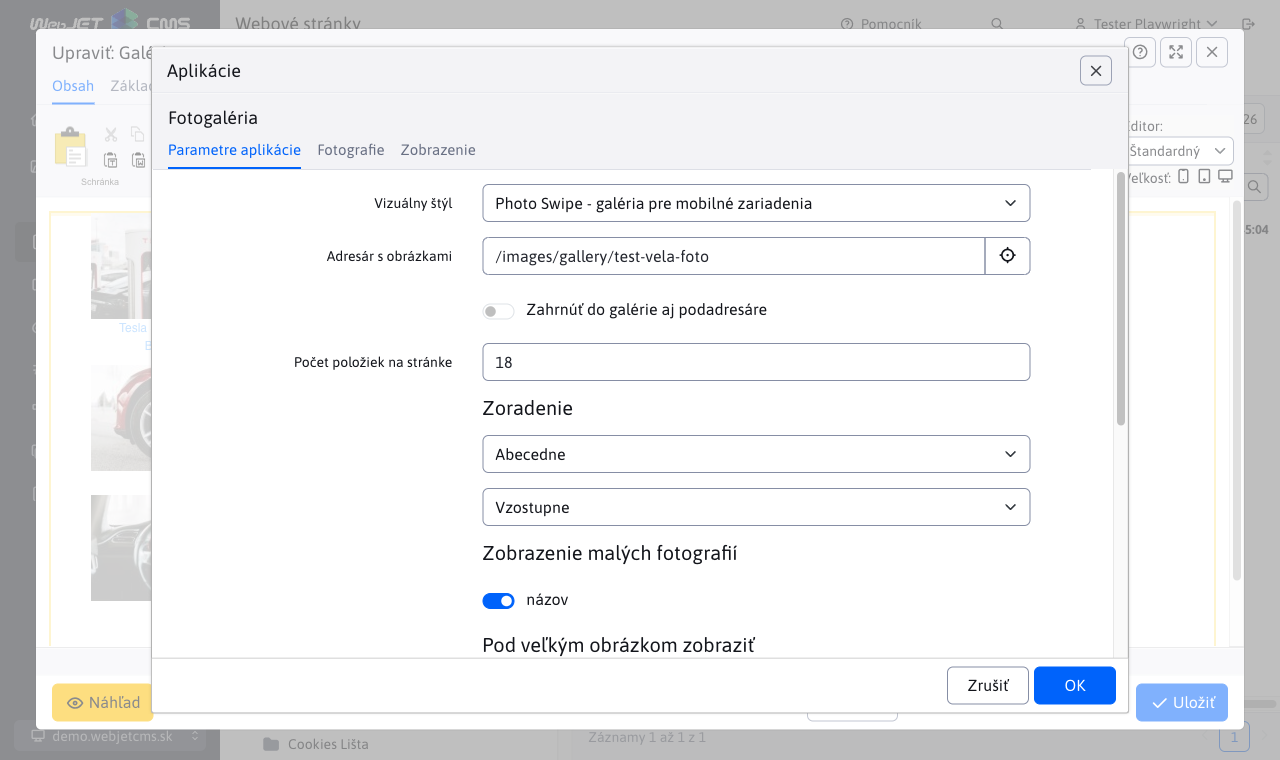 WebJET CMS
Webové stránky
Pomocník
Tester Playwright
Upraviť: Galé
Obsah
Základ
Schránka
Editor:
Štandardný
Veľkosť:
26
5:04
Tesla
B
Aplikácie
Fotogaléria
Parametre aplikácie
Fotografie
Zobrazenie
Vizuálny štýl
Photo Swipe - galéria pre mobilné zariadenia
Adresár s obrázkami
/images/gallery/test-vela-foto
Zahrnúť do galérie aj podadresáre
Počet položiek na stránke
18
Zoradenie
Abecedne
Vzostupne
Zobrazenie malých fotografií
názov
Pod veľkým obrázkom zobraziť
Zrušiť
OK
Náhľad
Uložiť
demo.webjetcms.sk
Cookies Lišta
Záznamy 1 až 1 z 1
1